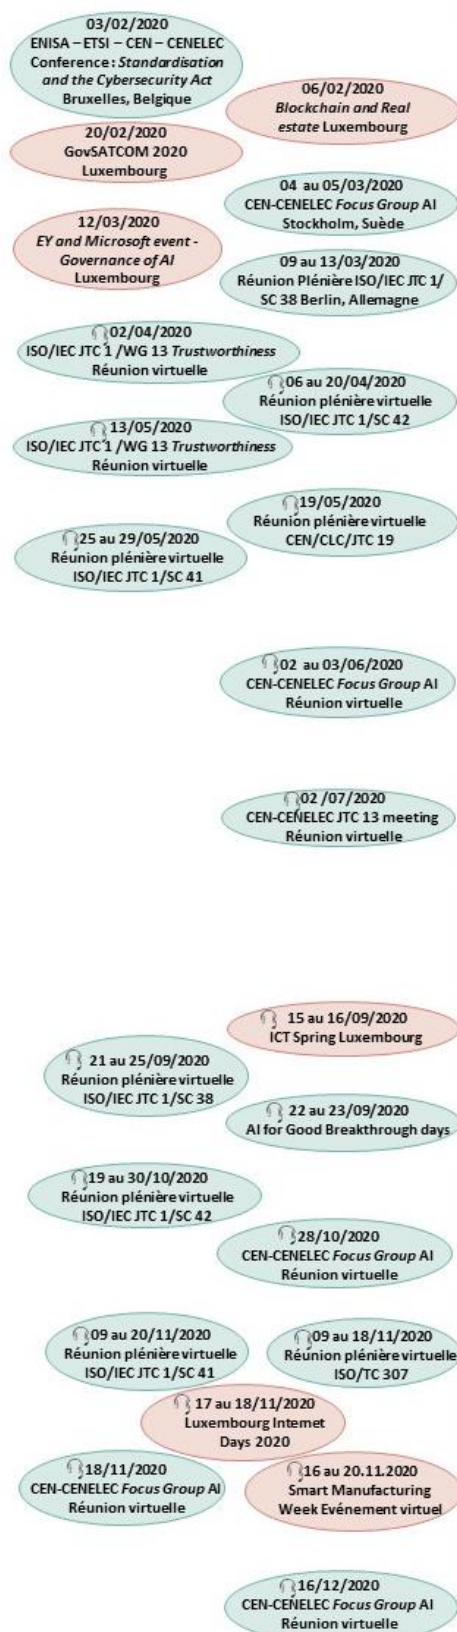 03/02/2020
ENISA – ETSI – CEN – CENELEC
Conference : Standardisation
and the Cybersecurity Act
Bruxelles, Belgique
06/02/2020
Blockchain and Real
estate Luxembourg
20/02/2020
GovSATCOM 2020
Luxembourg
04 au 05/03/2020
CEN-CENELEC Focus Group AI
Stockholm, Suède
12/03/2020
EY and Microsoft event -
Governance of AI
Luxembourg
09 au 13/03/2020
Réunion Plénière ISO/IEC JTC 1/
SC 38 Berlin, Allemagne
02/04/2020
ISO/IEC JTC 1 /WG 13 Trustworthiness
Réunion virtuelle
06 au 20/04/2020
Réunion plénière virtuelle
ISO/IEC JTC 1/SC 42
13/05/2020
ISO/IEC JTC 1 /WG 13 Trustworthiness
Réunion virtuelle
19/05/2020
Réunion plénière virtuelle
CEN/CLC/JTC 19
25 au 29/05/2020
Réunion plénière virtuelle
ISO/IEC JTC 1/SC 41
02 au 03/06/2020
CEN-CENELEC Focus Group AI
Réunion virtuelle
02 /07/2020
CEN-CENELEC JTC 13 meeting
Réunion virtuelle
15 au 16/09/2020
ICT Spring Luxembourg
21 au 25/09/2020
Réunion plénière virtuelle
ISO/IEC JTC 1/SC 38
22 au 23/09/2020
AI for Good Breakthrough days
19 au 30/10/2020
Réunion plénière virtuelle
ISO/IEC JTC 1/SC 42
28/10/2020
CEN-CENELEC Focus Group AI
Réunion virtuelle
09 au 20/11/2020
Réunion plénière virtuelle
ISO/IEC JTC 1/SC 41
09 au 18/11/2020
Réunion plénière virtuelle
ISO/TC 307
17 au 18/11/2020
Luxembourg Internet
Days 2020
18/11/2020
CEN-CENELEC Focus Group AI
Réunion virtuelle
16 au 20.11.2020
Smart Manufacturing
Week Evénement virtuel
16/12/2020
CEN-CENELEC Focus Group AI
Réunion virtuelle